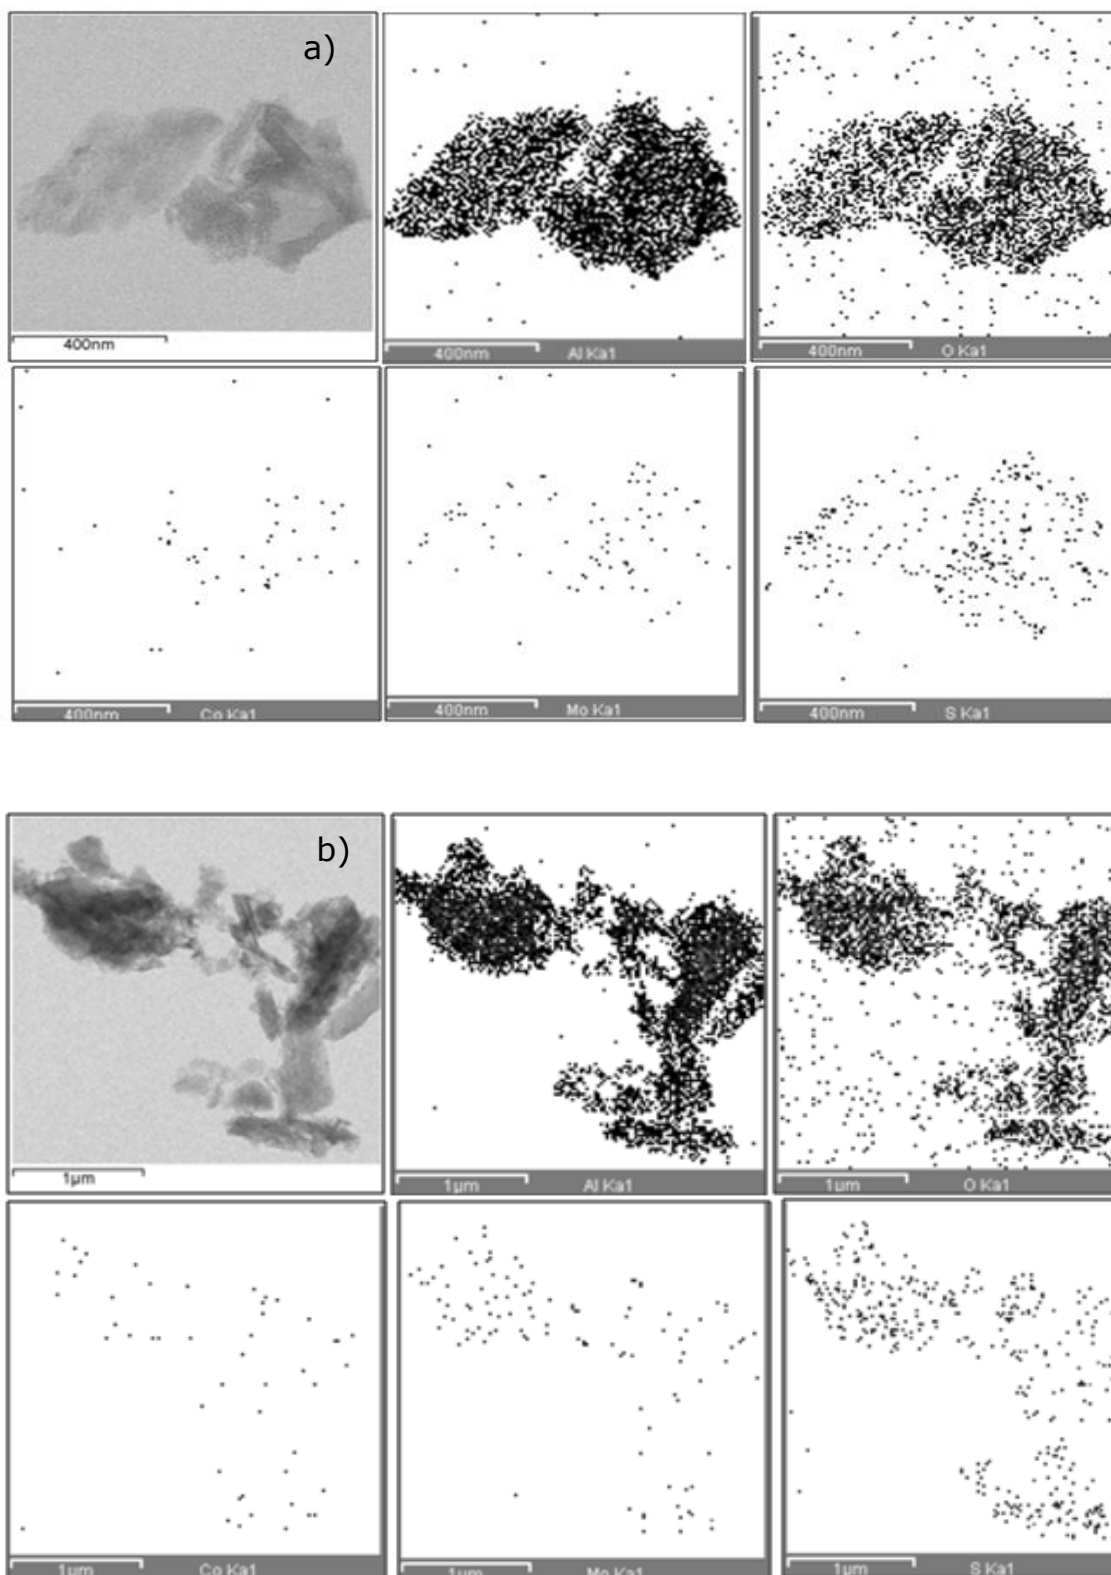 a)
400nm
400nm Al Ka1
400nm O Ka1
400nm Co Ka1
400nm Mo Ka1
400nm S Ka1
b)
1µm
1µm Al Ka1
1µm O Ka1
1µm Co Ka1
1µm Mo Ka1
1µm S Ka1